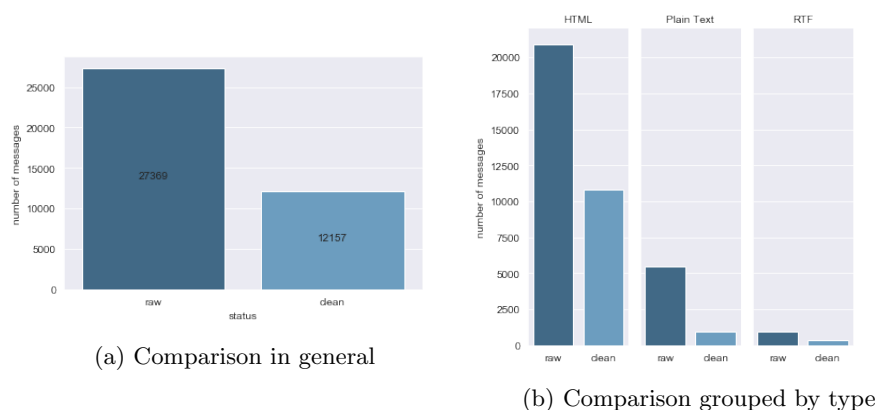 25000
20000
15000
10000
5000
0
number of messages
27369
12157
raw
clean
status
(a) Comparison in general
HTML
Plain Text
RTF
20000
17500
15000
12500
10000
7500
5000
2500
0
number of messages
raw
clean
raw
clean
raw
clean
(b) Comparison grouped by type